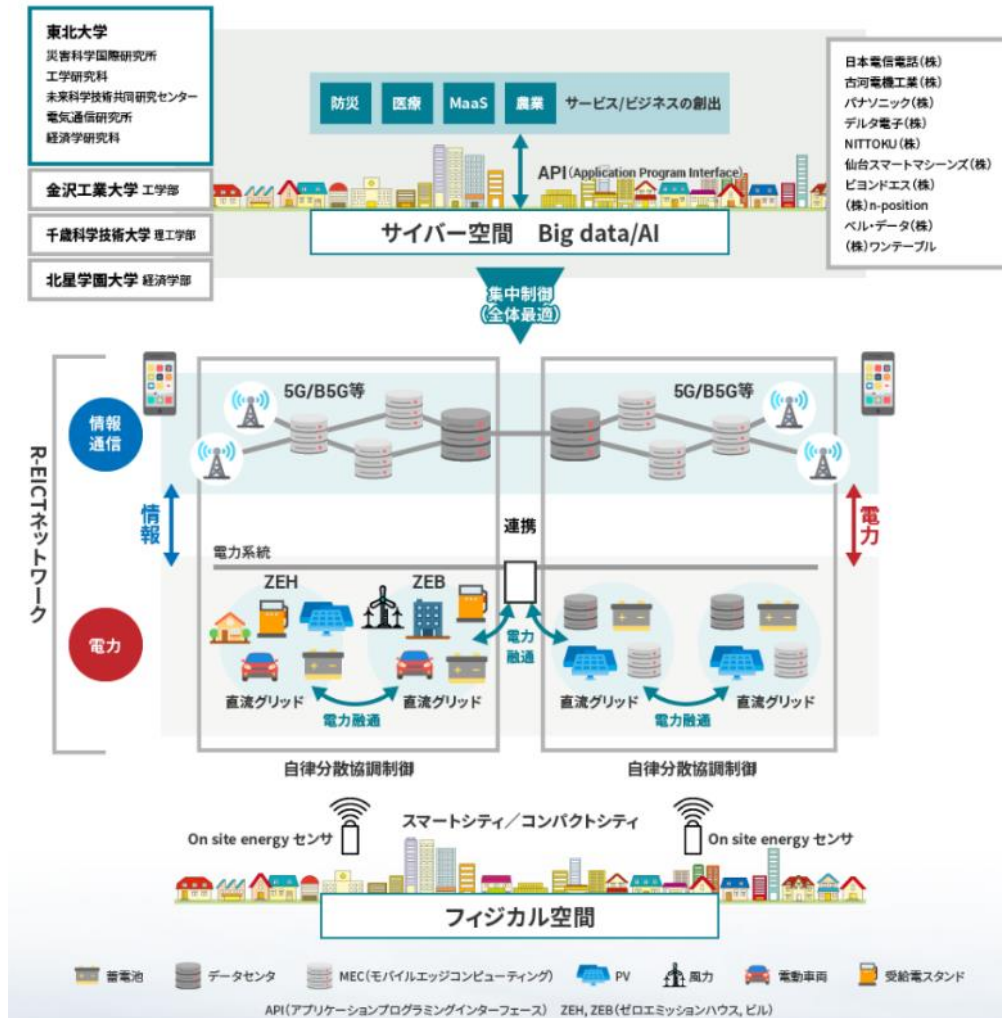 東北大学
災害科学国際研究所
工学研究科
未来科学技術共同研究センター
電気通信研究所
経済学研究科
金沢工業大学 工学部
千歳科学技術大学 理工学部
北星学園大学 経済学部
防災
医療
MaaS
農業
サービス/ビジネスの創出
API(Application Program Interface)
サイバー空間 Big data/AI
日本電信電話(株)
古河電機工業(株)
パナソニック(株)
デルタ電子(株)
NITTOKU(株)
仙台スマートマシーンズ(株)
ビヨンドエス(株)
(株)n-position
ベル・データ(株)
(株)ワンテーブル
集中制御
(全体最適)
R-EICTネットワーク
情報
通信
5G/B5G等
5G/B5G等
情報
電力
連携
電力系統
電力
ZEH
ZEB
電力
融通
直流グリッド
直流グリッド
直流グリッド
直流グリッド
電力融通
電力融通
自律分散協調制御
自律分散協調制御
On site energy センサ
スマートシティ/コンパクトシティ
On site energy センサ
フィジカル空間
蓄電池
データセンタ
MEC(モバイルエッジコンピューティング)
PV
風力
電動車両
受給電スタンド
API(アプリケーションプログラミングインターフェース) ZEH, ZEB(ゼロエミッションハウス, ビル)